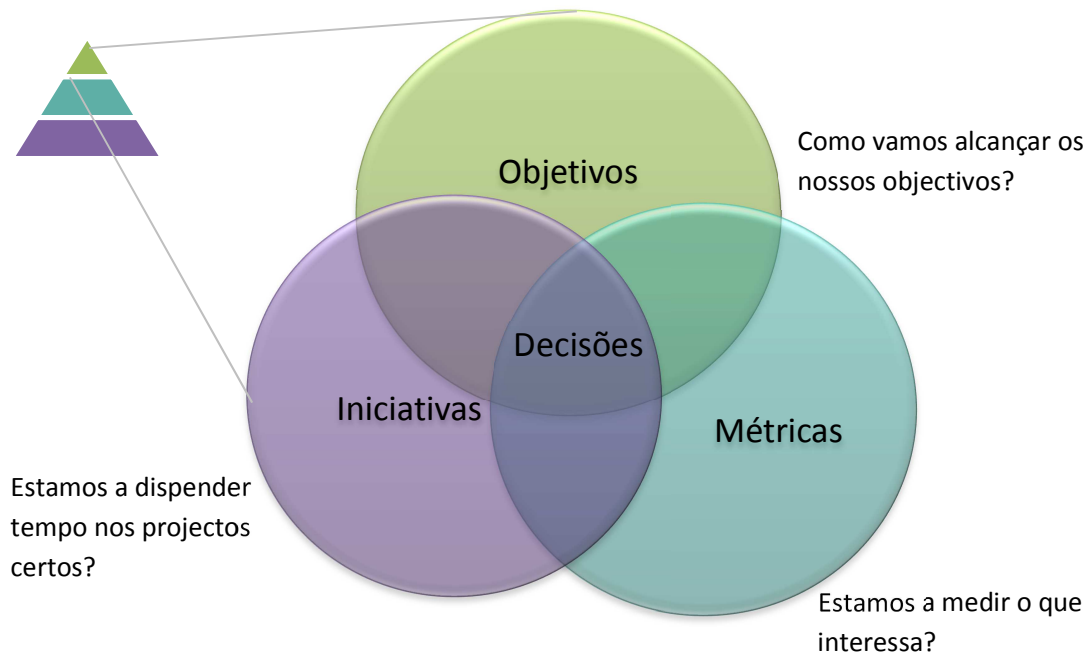 Objetivos
Como vamos alcançar os
nossos objectivos?
Decisões
Iniciativas
Métricas
Estamos a dispender
tempo nos projectos
certos?
Estamos a medir o que
interessa?